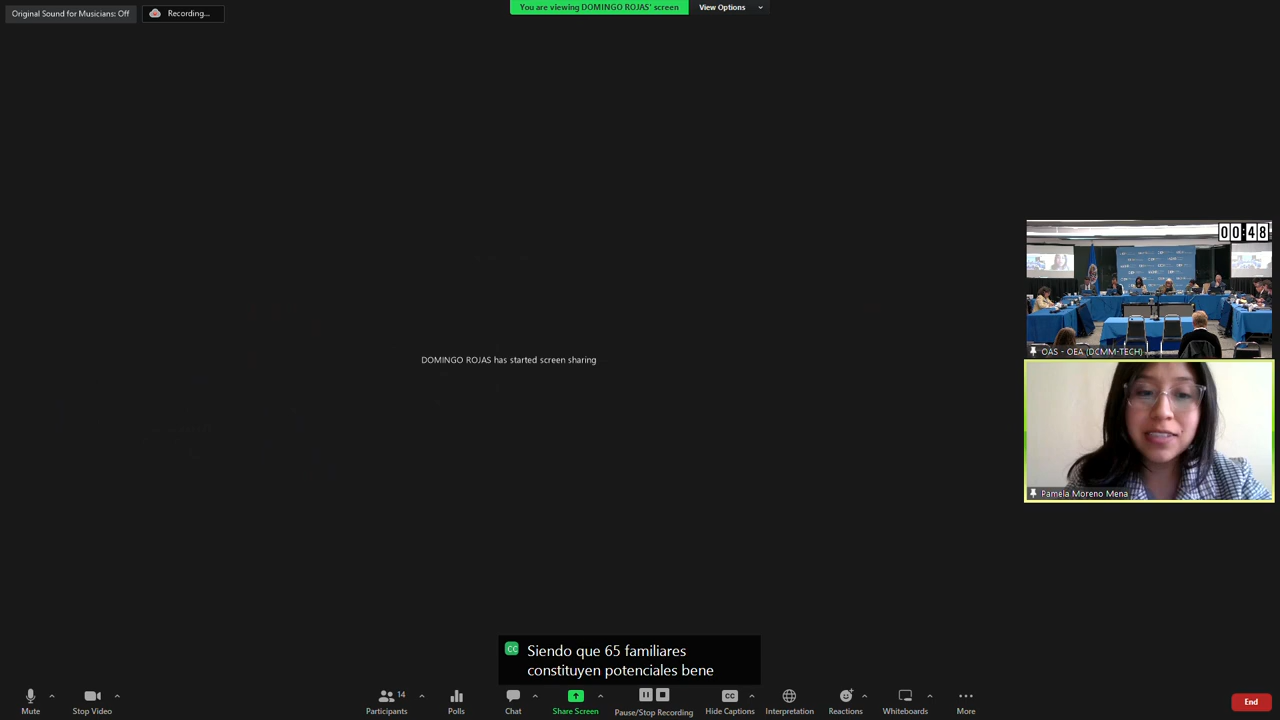 Original Sound for Musicians: Off
Recording...
You are viewing DOMINGO ROJAS' screen
View Options
00:48
OAS - OEA (DCMM-TECH)
DOMINGO ROJAS has started screen sharing
Pamela Moreno Mena
CC
Siendo que 65 familiares
constituyen potenciales bene
Mute
Stop Video
14
Participants
Polls
Chat
Share Screen
Pause/Stop Recording
CC
Hide Captions
Interpretation
Reactions
Whiteboards
More
End